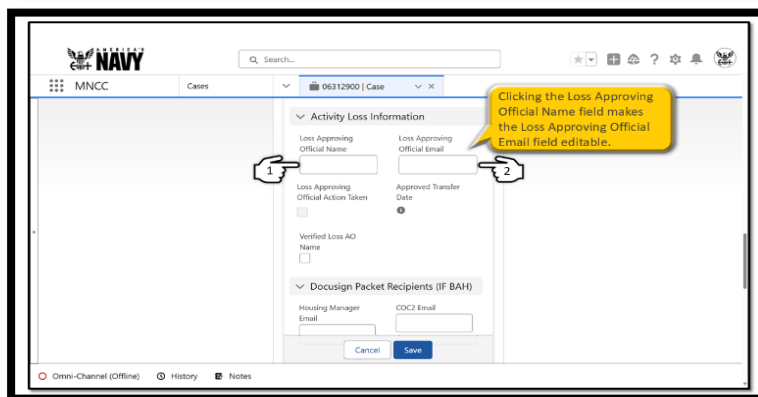 AMERICA'S
NAVY
Search...
MNCC
Cases
06312900 | Case
Clicking the Loss Approving
Official Name field makes
the Loss Approving Official
Email field editable.
Activity Loss Information
Loss Approving
Official Name
Loss Approving
Official Email
1
2
Loss Approving
Official Action Taken
Approved Transfer
Date
Verified Loss AO
Name
Docusign Packet Recipients (IF BAH)
Housing Manager
Email
COC2 Email
Cancel
Save
Omni-Channel (Offline)
History
Notes